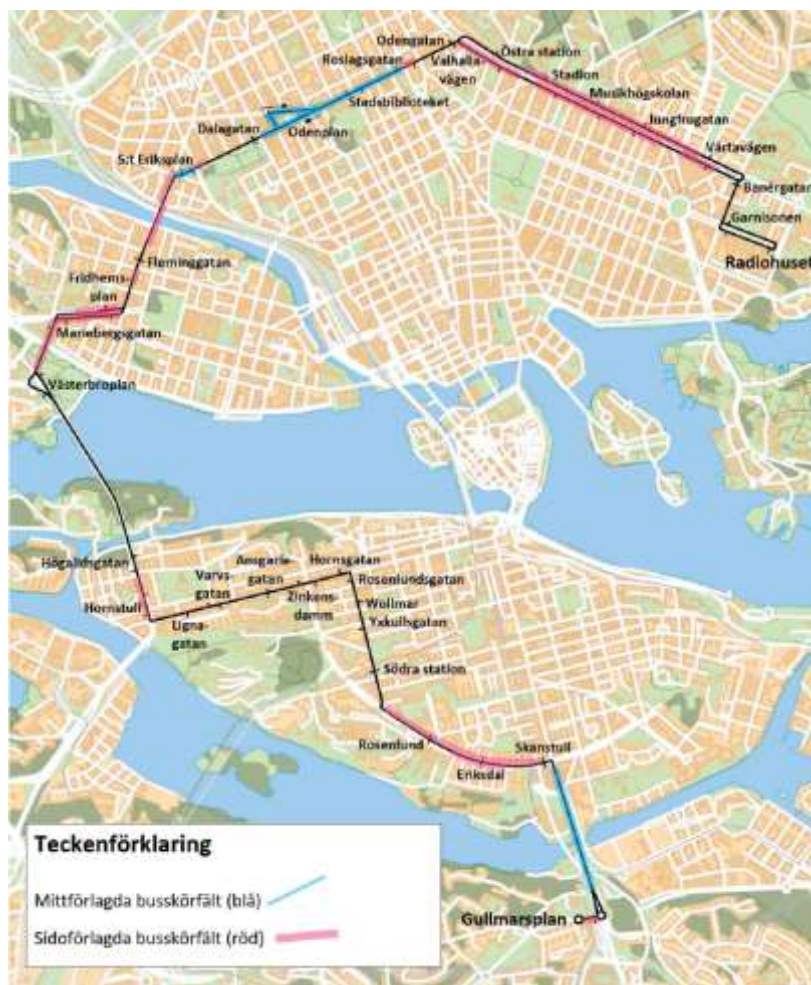 Odengatan
Östra station
Roslagsgatan
Valhalla-
vägen
Stadion
Musikhögskolan
Stadsbiblioteket
Jungfrugatan
Dalagatan
Odenplan
Värtavägen
S:t Eriksplan
Banérgatan
Garnisonen
Radiohuset
Fleminggatan
Fridhems-
plan
Mariebergsgatan
Västerbroplan
Högalidsgatan
Ansgarie-
gatan
Hornsgatan
Varvs-
gatan
Rosenlundsgatan
Zinkens-
damm
Wollmar
Yxkullsgatan
Hornstull
Ligna-
gatan
Södra station
Rosenlund
Skanstull
Eriksdal
Teckenförklaring
Mittförlagda busskörfält (blå)
Gullmarsplan
Sidoförlagda busskörfält (röd)